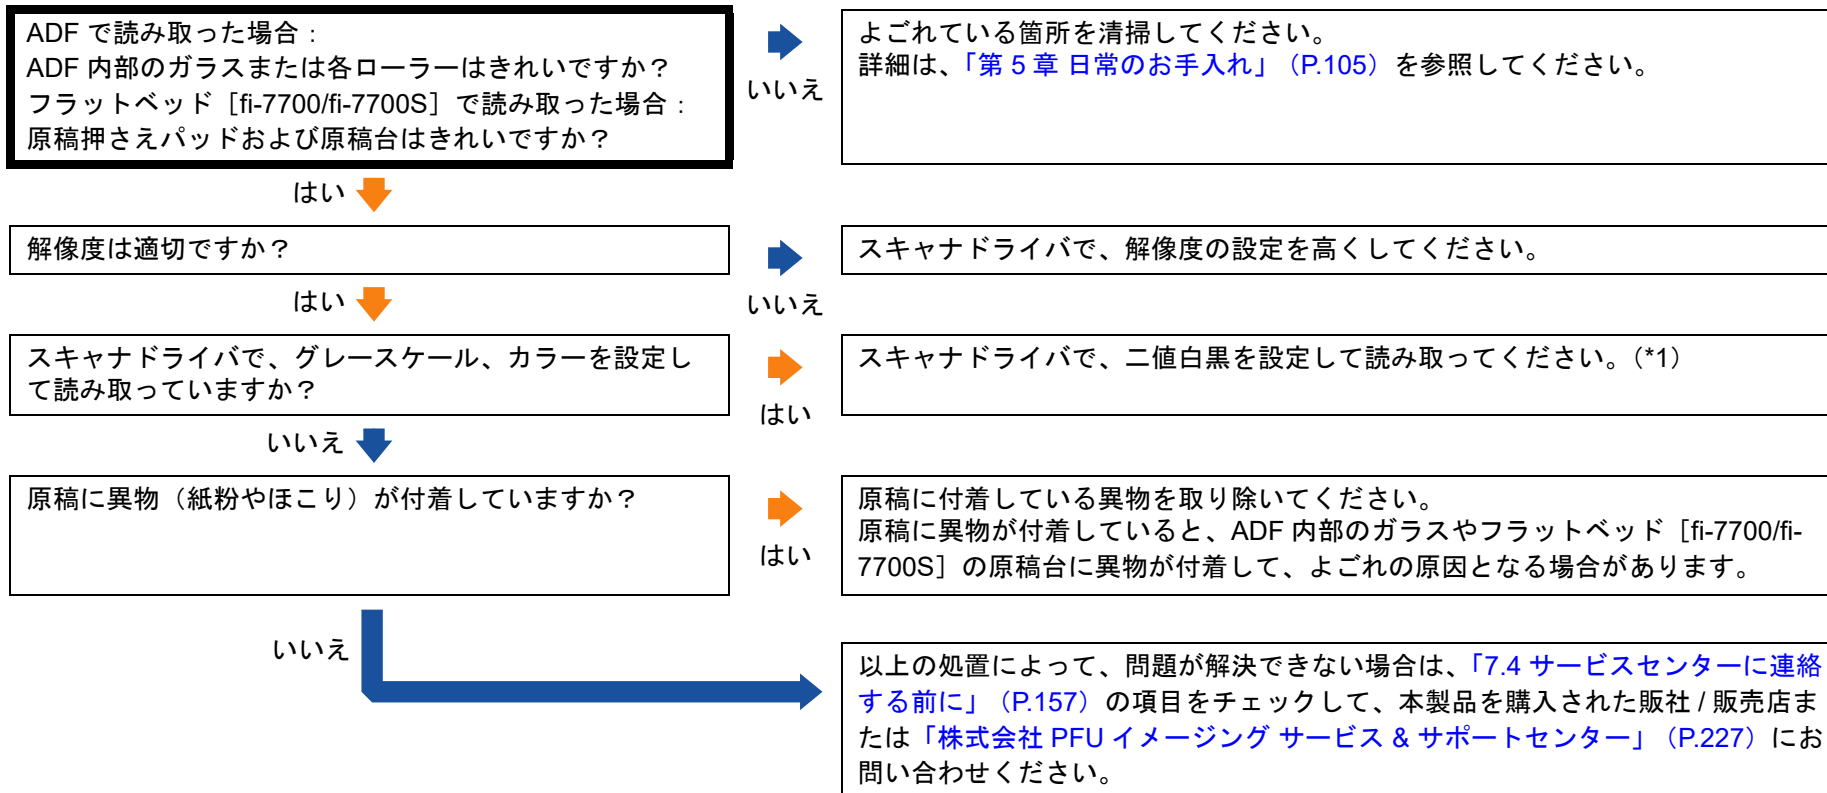 ADF で読み取った場合：
ADF 内部のガラスまたは各ローラーはきれいですか？
フラットベッド［fi-7700/fi-7700S］で読み取った場合：
原稿押さえパッドおよび原稿台はきれいですか？
いいえ
よごれている箇所を清掃してください。
詳細は、「第 5 章 日常のお手入れ」（P.105）を参照してください。
はい
解像度は適切ですか？
いいえ
スキャナドライバで、解像度の設定を高くしてください。
はい
スキャナドライバで、グレースケール、カラーを設定し
て読み取っていますか？
はい
スキャナドライバで、二値白黒を設定して読み取ってください。（*1）
いいえ
原稿に異物（紙粉やほこり）が付着していますか？
はい
原稿に付着している異物を取り除いてください。
原稿に異物が付着していると、ADF 内部のガラスやフラットベッド［fi-7700/fi-
7700S］の原稿台に異物が付着して、よごれの原因となる場合があります。
いいえ
以上の処置によって、問題が解決できない場合は、「7.4 サービスセンターに連絡
する前に」（P.157）の項目をチェックして、本製品を購入された販社 / 販売店ま
たは「株式会社 PFU イメージング サービス & サポートセンター」（P.227）にお
問い合わせください。